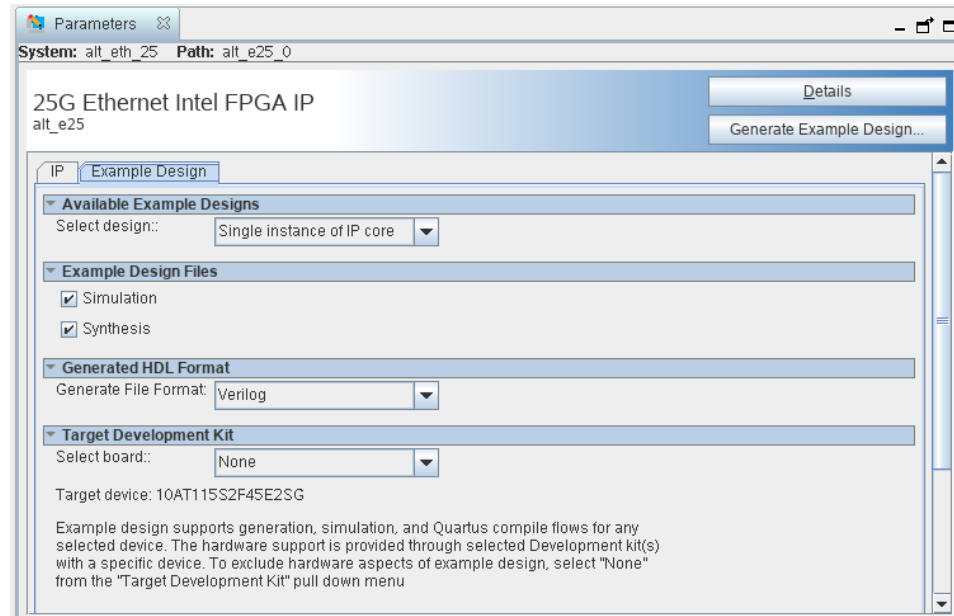 Parameters
System: alt_eth_25 Path: alt_e25_0
25G Ethernet Intel FPGA IP
alt_e25
Details
Generate Example Design...
IP Example Design
Available Example Designs
Select design:: Single instance of IP core
Example Design Files
Simulation
Synthesis
Generated HDL Format
Generate File Format: Verilog
Target Development Kit
Select board:: None
Target device: 10AT115S2F45E2SG
Example design supports generation, simulation, and Quartus compile flows for any
selected device. The hardware support is provided through selected Development kit(s)
with a specific device. To exclude hardware aspects of example design, select "None"
from the "Target Development Kit" pull down menu